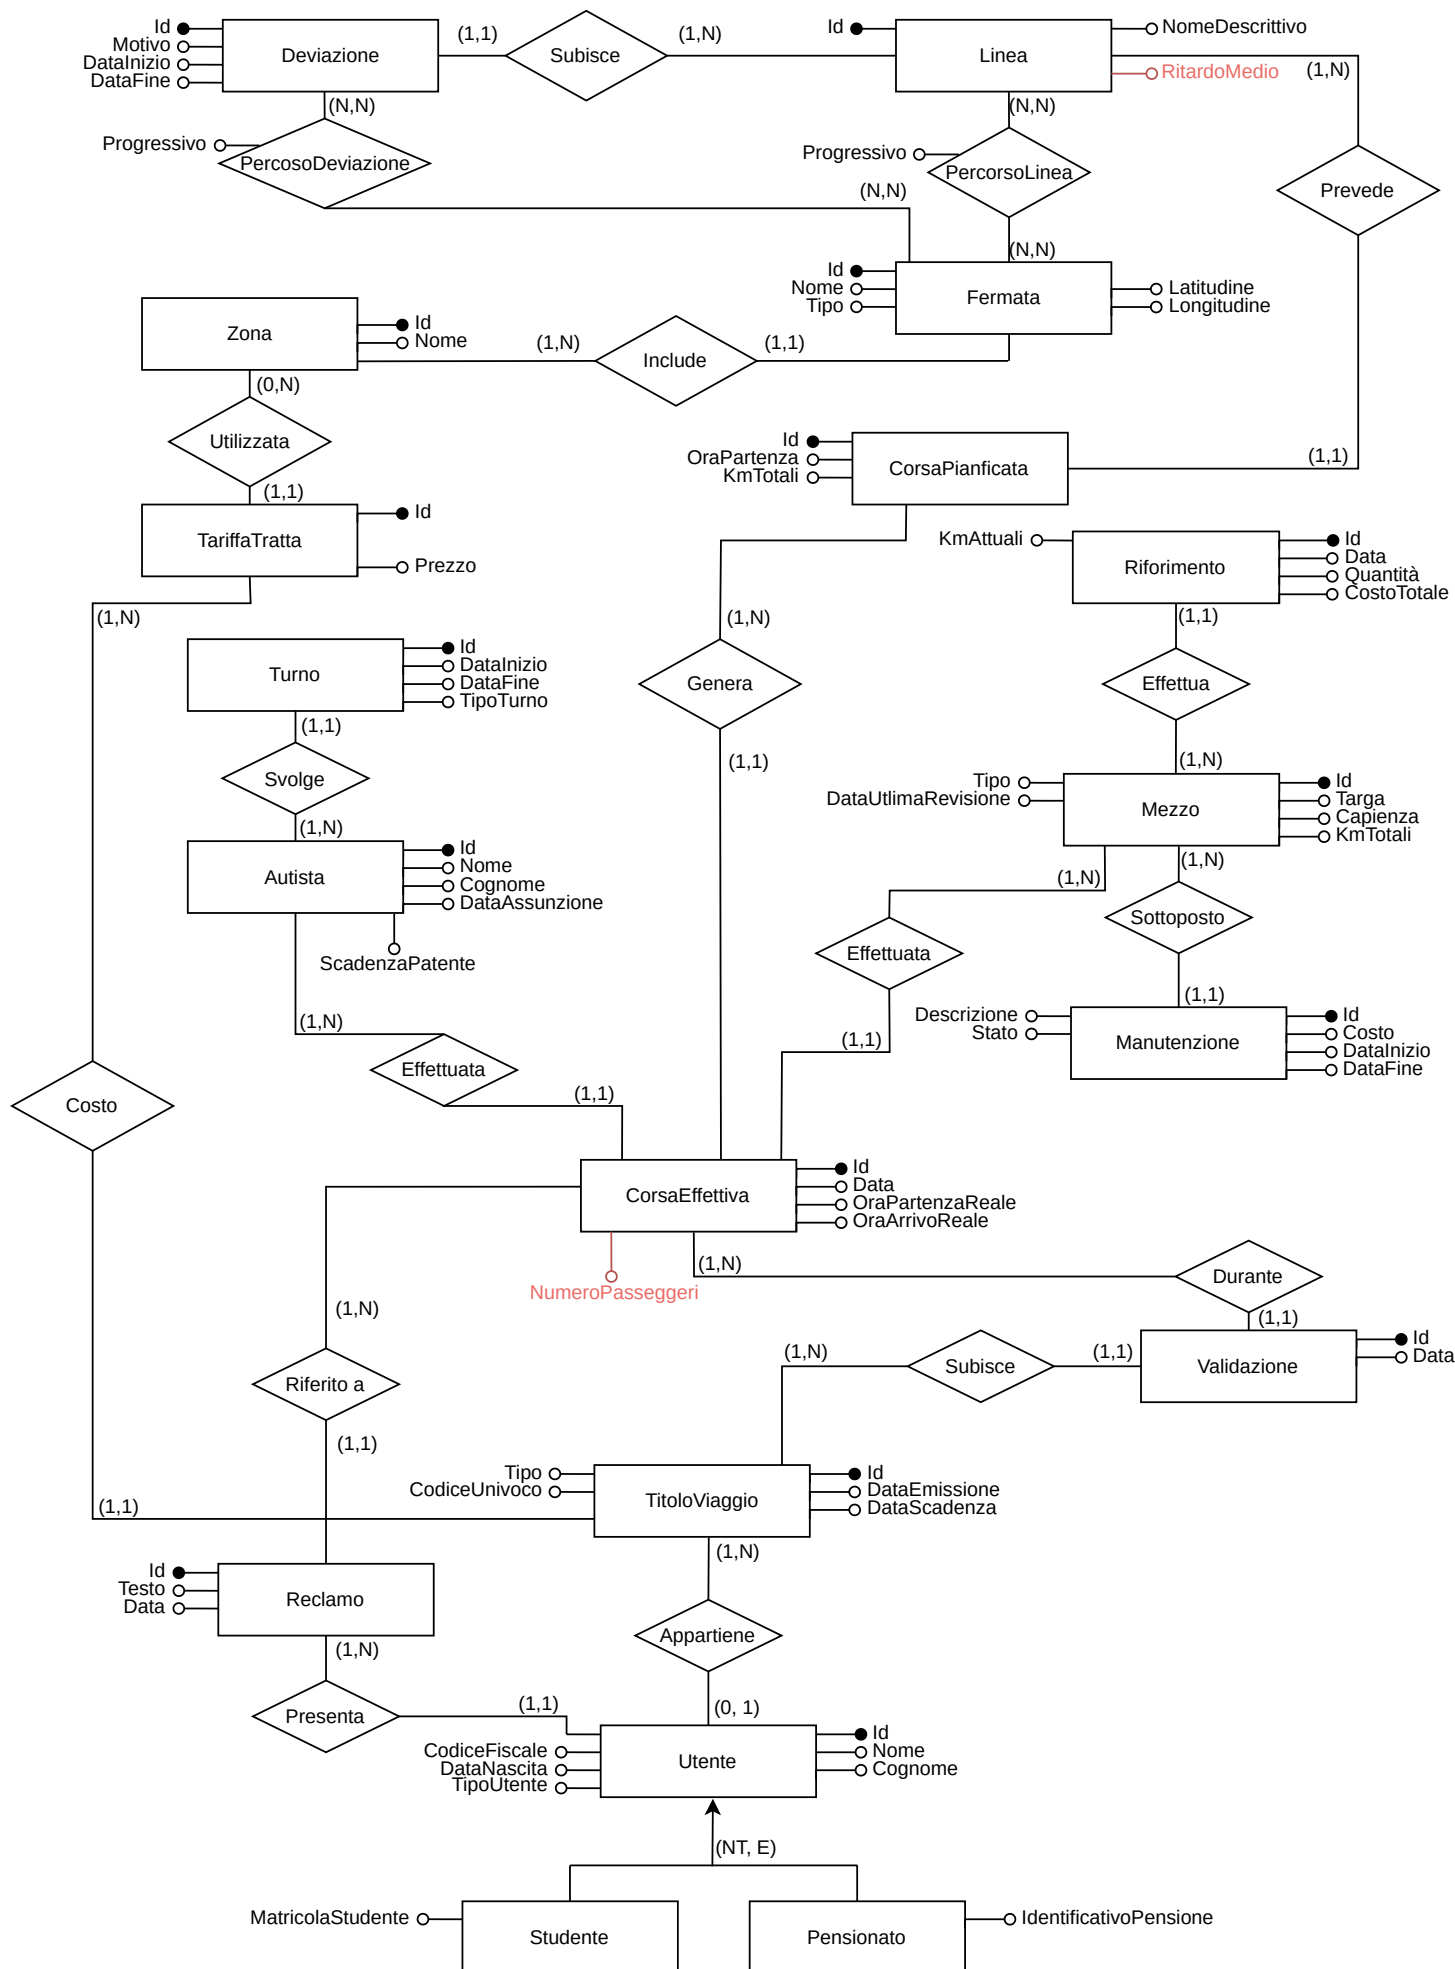 Id
Motivo
DataInizio
DataFine
Deviazione
(1,1)
Subisce
(1,N)
Id
Linea
NomeDescrittivo
RitardoMedio
(1,N)
(N,N)
Progressivo
PercosoDeviazione
(N,N)
Progressivo
PercorsoLinea
Prevede
(N,N)
(N,N)
Id
Nome
Tipo
Fermata
Latitudine
Longitudine
Zona
Id
Nome
(1,N)
Include
(1,1)
(0,N)
Utilizzata
(1,1)
Id
OraPartenza
KmTotali
CorsaPianficata
(1,1)
TariffaTratta
Id
Prezzo
(1,N)
KmAttuali
Riforimento
Id
Data
Quantità
CostoTotale
(1,N)
(1,1)
Turno
Id
DataInizio
DataFine
TipoTurno
Genera
Effettua
(1,1)
(1,1)
(1,N)
Svolge
Tipo
DataUtlimaRevisione
Mezzo
Id
Targa
Capienza
KmTotali
(1,N)
Autista
Id
Nome
Cognome
DataAssunzione
ScadenzaPatente
(1,N)
(1,N)
Sottoposto
Effettuata
(1,1)
(1,N)
(1,1)
Descrizione
Stato
Manutenzione
Id
Costo
DataInizio
DataFine
Effettuata
(1,1)
Costo
CorsaEffettiva
Id
Data
OraPartenzaReale
OraArrivoReale
NumeroPasseggeri
(1,N)
Durante
(1,N)
(1,1)
Riferito a
(1,N)
Subisce
(1,1)
Validazione
Id
Data
(1,1)
Tipo
CodiceUnivoco
TitoloViaggio
Id
DataEmissione
DataScadenza
(1,1)
(1,N)
Id
Testo
Data
Reclamo
(1,N)
Appartiene
Presenta
(1,1)
(0, 1)
CodiceFiscale
DataNascita
TipoUtente
Utente
Id
Nome
Cognome
(NT, E)
MatricolaStudente
Studente
Pensionato
IdentificativoPensione